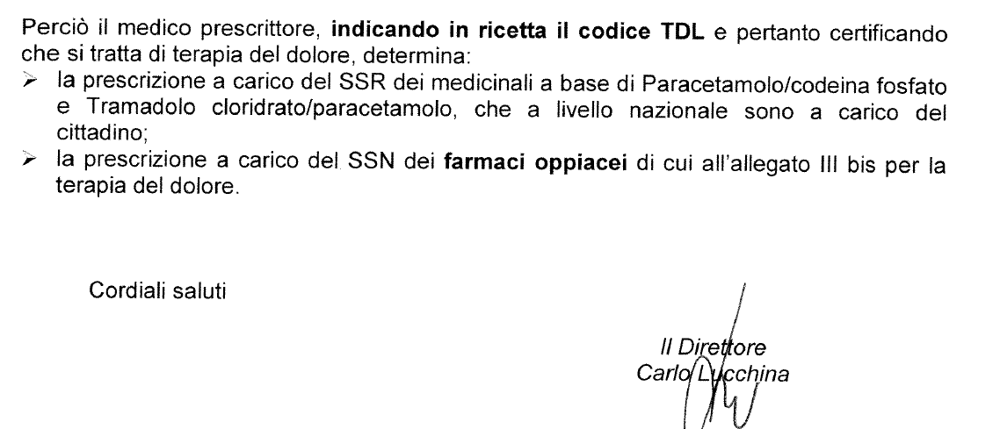 Perciò il medico prescrittore, indicando in ricetta il codice TDL e pertanto certificando
che si tratta di terapia del dolore, determina:
➢ la prescrizione a carico del SSR dei medicinali a base di Paracetamolo/codeina fosfato
e Tramadolo cloridrato/paracetamolo, che a livello nazionale sono a carico del
cittadino;
➢ la prescrizione a carico del SSN dei farmaci oppiacei di cui all'allegato III bis per la
terapia del dolore.
Cordiali saluti
Il Direttore
Carlo Lucchina